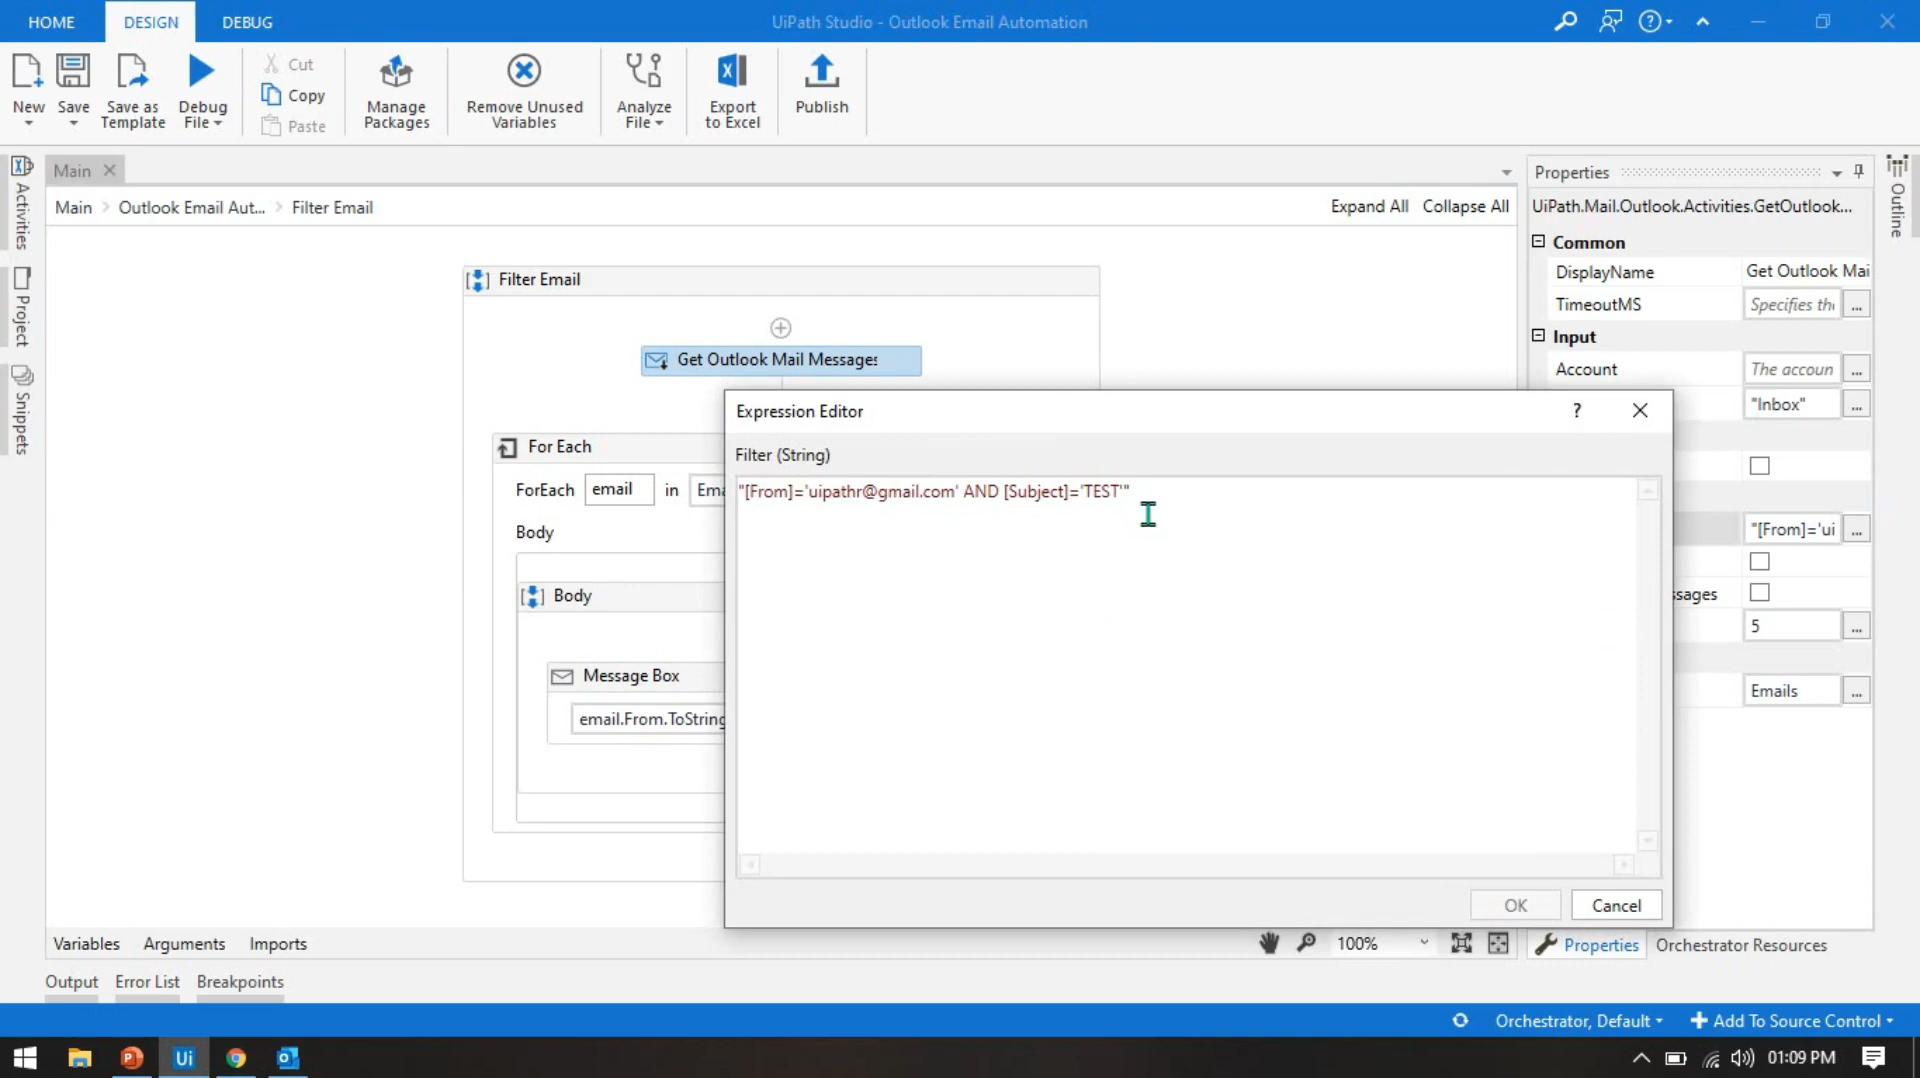 HOME
DESIGN
DEBUG
UiPath Studio - Outlook Email Automation
New
Save
Save as
Template
Debug
File
Cut
Copy
Paste
Manage
Packages
Remove Unused
Variables
Analyze
File
Export
to Excel
Publish
Activities
Project
Snippets
Main
Main > Outlook Email Aut... > Filter Email
Expand All
Collapse All
Filter Email
Get Outlook Mail Messages
For Each
ForEach
email
in
Ema
Body
Body
Message Box
email.From.ToString
Expression Editor
?
Filter (String)
"[From]='uipathr@gmail.com' AND [Subject]='TEST'"
OK
Cancel
Properties
UiPath.Mail.Outlook.Activities.GetOutlook...
Common
DisplayName
Get Outlook Mai
TimeoutMS
Specifies the
...
Input
Account
The accoun
...
"Inbox"
...
"[From]='ui
...
ssages
5
...
Emails
...
Outline
Variables
Arguments
Imports
100%
Properties
Orchestrator Resources
Output
Error List
Breakpoints
Orchestrator, Default
Add To Source Control
Ui
01:09 PM